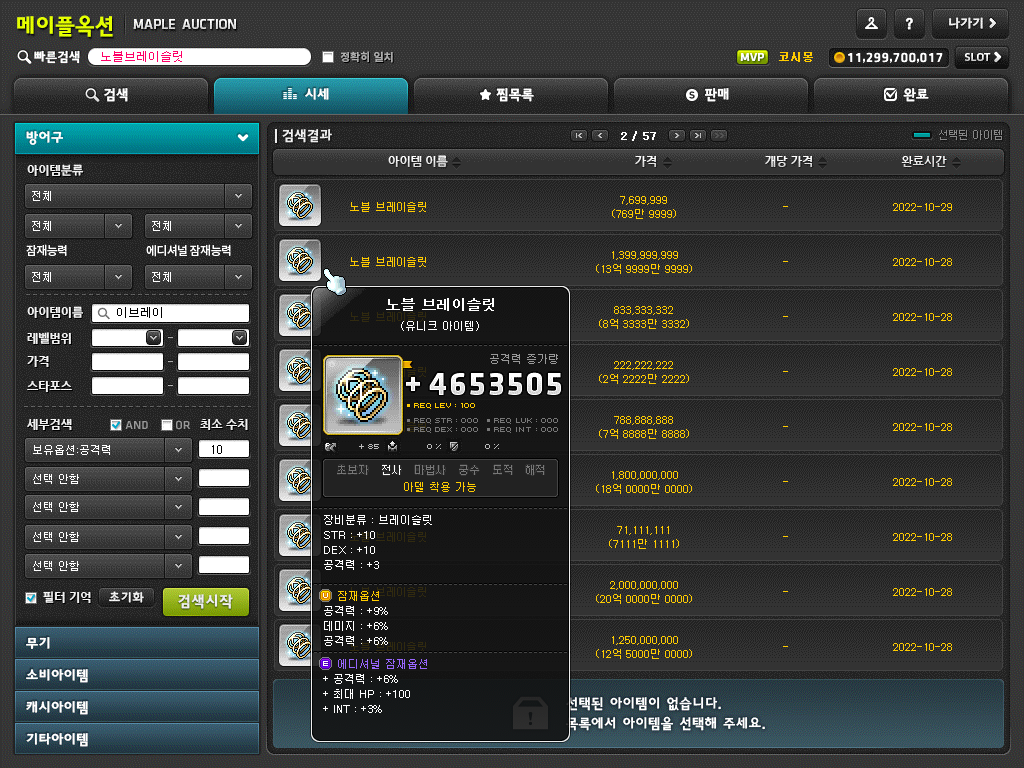 메이플옥션 MAPLE AUCTION
? 나가기
빠른검색 노블브레이슬릿 정확히 일치
MVP 코시몽 11,299,700,017 SLOT
검색 시세 찜목록 판매 완료
방어구
아이템분류
전체
전체 전체
잠재능력 에디셔널 잠재능력
전체 전체
아이템이름 이브레이
레벨범위 -
가격 -
스타포스 -
세부검색 AND OR 최소 수치
보유옵션:공격력 10
선택 안함
선택 안함
선택 안함
선택 안함
필터 기억 초기화 검색시작
무기
소비아이템
캐시아이템
기타아이템
검색결과 2 / 57 선택된 아이템
아이템 이름 가격 개당 가격 완료시간
노블 브레이슬릿 7,699,999 - 2022-10-29
(769만 9999)
노블 브레이슬릿 1,399,999,999 - 2022-10-28
(13억 9999만 9999)
833,333,332 - 2022-10-28
(8억 3333만 3332)
222,222,222 - 2022-10-28
(2억 2222만 2222)
788,888,888 - 2022-10-28
(7억 8888만 8888)
1,800,000,000 - 2022-10-28
(18억 0000만 0000)
71,111,111 - 2022-10-28
(7111만 1111)
2,000,000,000 - 2022-10-28
(20억 0000만 0000)
1,250,000,000 - 2022-10-28
(12억 5000만 0000)
노블 브레이슬릿
(유니크 아이템)
공격력 증가량
+ 4653505
REQ LEV : 100
REQ STR : 000 REQ LUK : 000
REQ DEX : 000 REQ INT : 000
+ 85 0 % 0 %
초보자 전사 마법사 궁수 도적 해적
아델 착용 가능
장비분류 : 브레이슬릿
STR : +10
DEX : +10
공격력 : +3
잠재옵션
공격력 : +9%
데미지 : +6%
공격력 : +6%
E 에디셔널 잠재옵션
+ 공격력 : +6%
+ 최대 HP : +100
+ INT : +3%
선택된 아이템이 없습니다.
목록에서 아이템을 선택해 주세요.